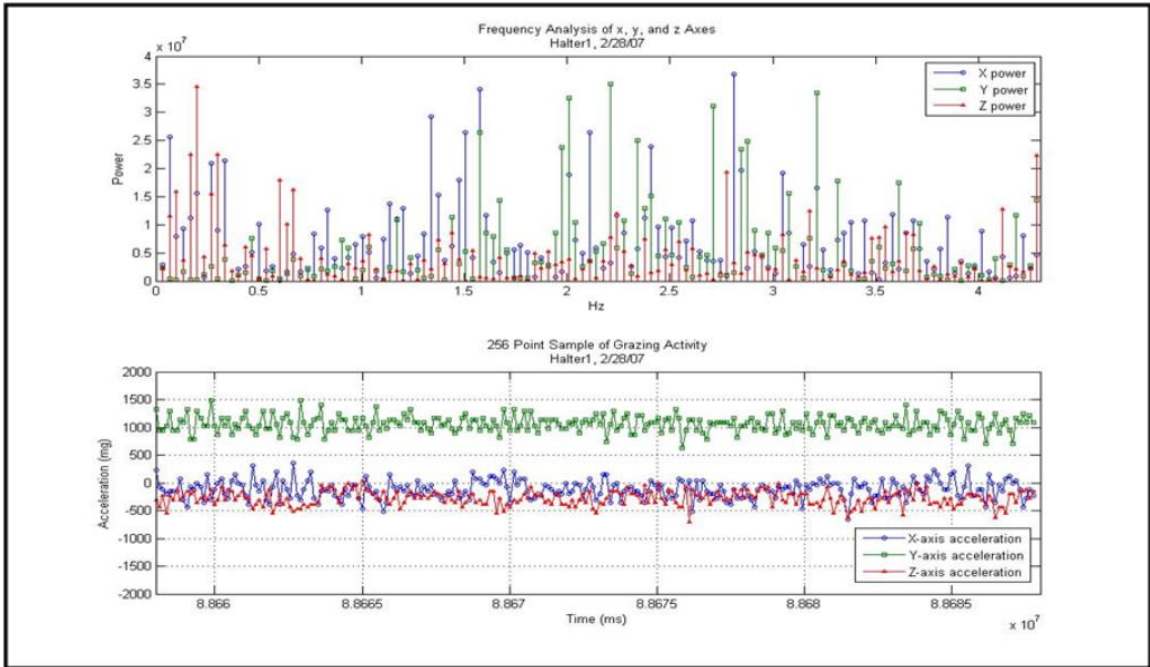 Frequency Analysis of x, y, and z Axes
Halter1, 2/28/07
x 10^7
4
3.5
3
2.5
2
1.5
1
0.5
0
Power
X power
Y power
Z power
0 0.5 1 1.5 2 2.5 3 3.5 4
Hz
256 Point Sample of Grazing Activity
Halter1, 2/28/07
2000
1500
1000
500
0
-500
-1000
-1500
-2000
Acceleration (mg)
X-axis acceleration
Y-axis acceleration
Z-axis acceleration
8.866 8.8665 8.867 8.8675 8.868 8.8685
Time (ms)
x 10^7